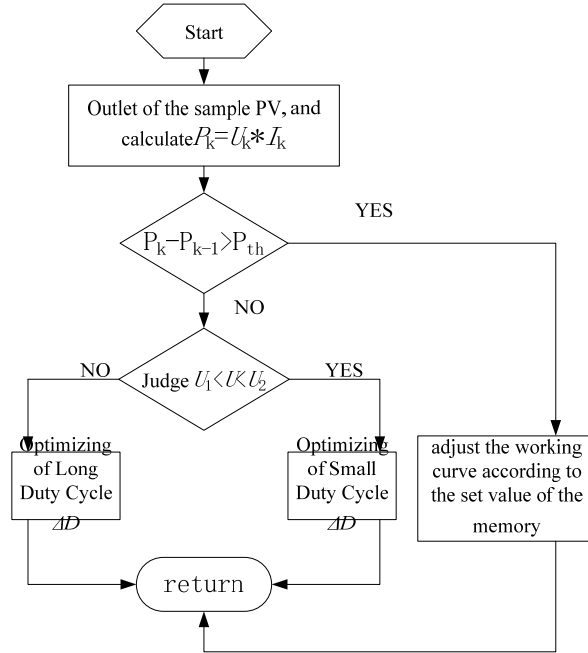 Start
Outlet of the sample PV, and
calculate Pk=Uk*Ik
YES
Pk-Pk-1>Pth
NO
NO
Judge U1<U<U2
YES
Optimizing
of Long
Duty Cycle
ΔD
Optimizing
of Small
Duty Cycle
ΔD
adjust the working
curve according to
the set value of the
memory
return